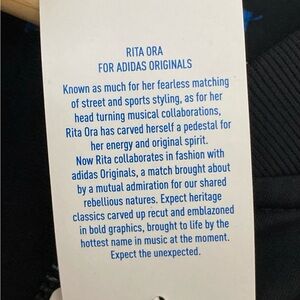 RITA ORA
FOR ADIDAS ORIGINALS
Known as much for her fearless matching
of street and sports styling, as for her
head turning musical collaborations,
Rita Ora has carved herself a pedestal for
her energy and original spirit.
Now Rita collaborates in fashion with
adidas Originals, a match brought about
by a mutual admiration for our shared
rebellious natures. Expect heritage
classics carved up recut and emblazoned
in bold graphics, brought to life by the
hottest name in music at the moment.
Expect the unexpected.